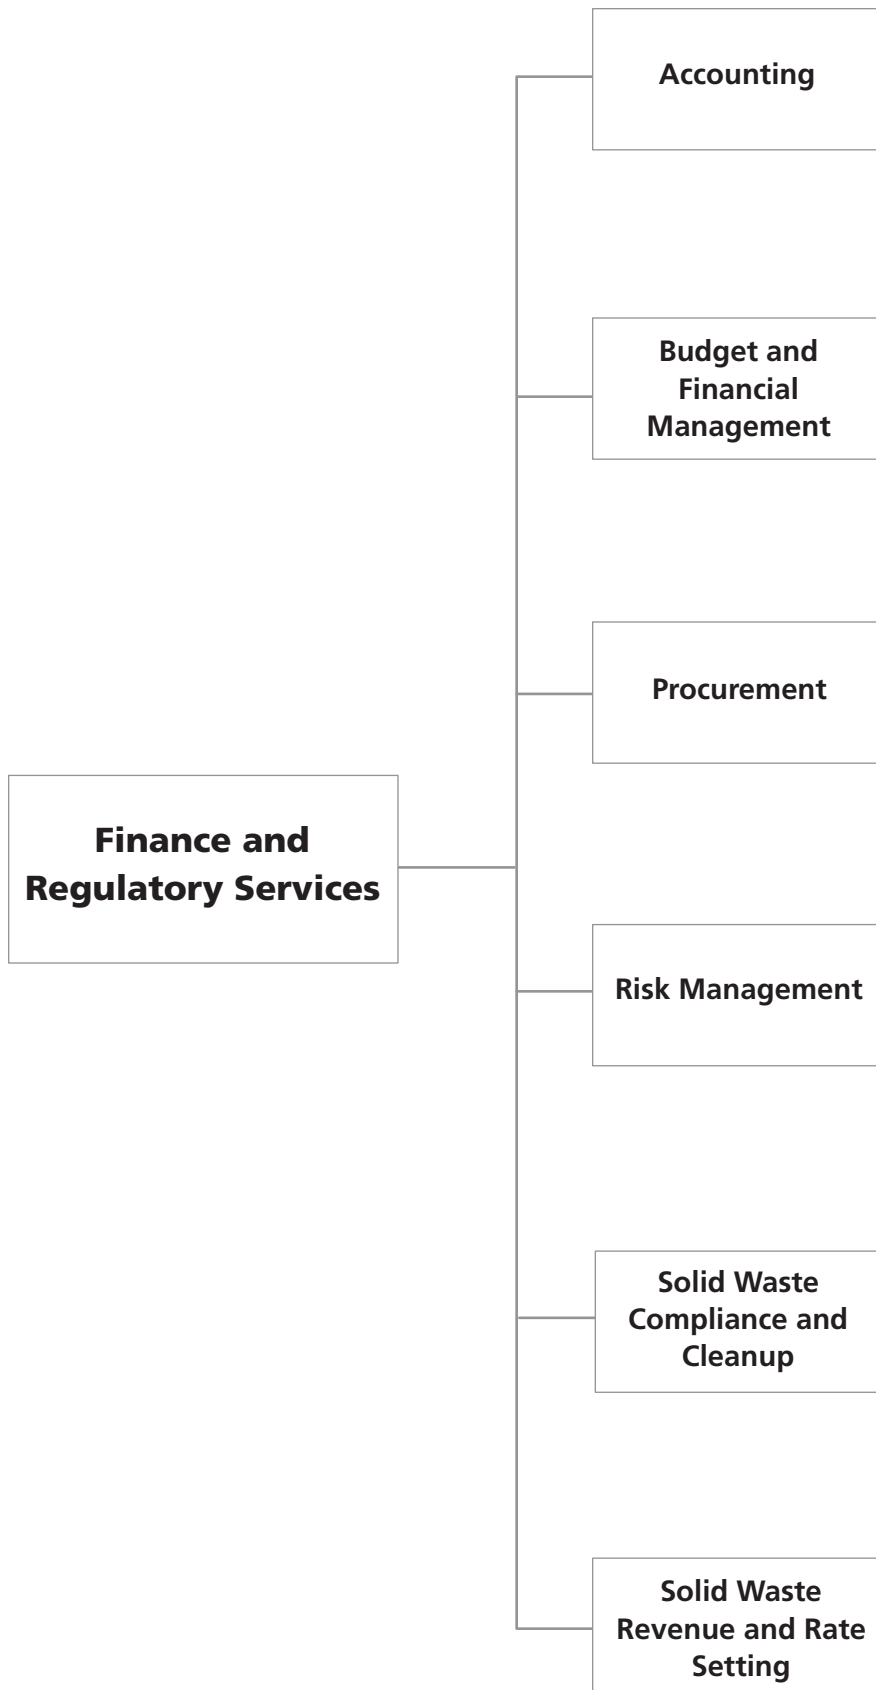 Accounting
Budget and
Financial
Management
Procurement
Finance and
Regulatory Services
Risk Management
Solid Waste
Compliance and
Cleanup
Solid Waste
Revenue and Rate
Setting